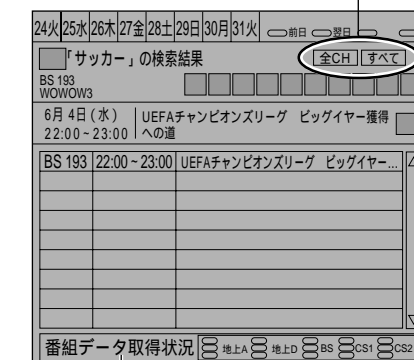 24火 25水 26木 27金 28土 29日 30月 31火 前日 翌日
「サッカー」の検索結果 全CH すべて
BS 193
WOWOW3
6月 4日(水) UEFAチャンピオンズリーグ ビッグイヤー獲得
22:00~23:00 への道
BS 193 22:00~23:00 UEFAチャンピオンズリーグ ビッグイヤー...
番組データ取得状況 地上A 地上D BS CS1 CS2